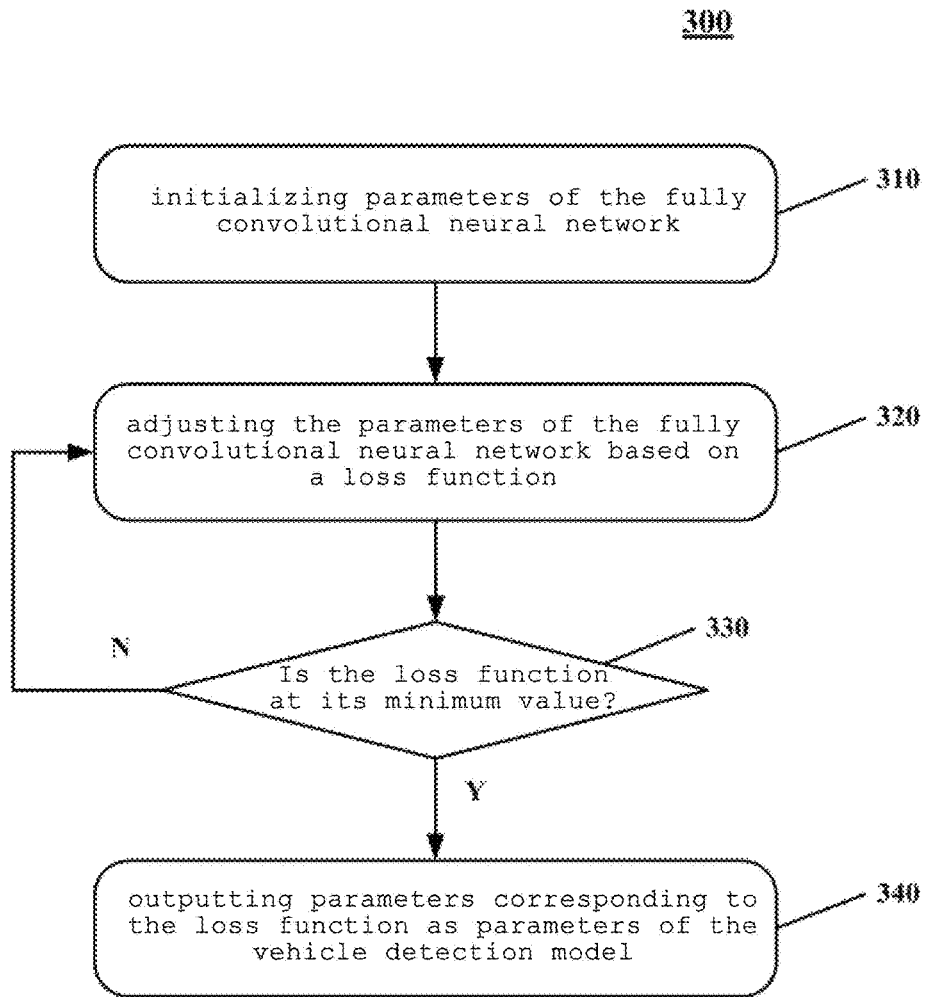 300
initializing parameters of the fully
convolutional neural network
310
adjusting the parameters of the fully
convolutional neural network based on
a loss function
320
Is the loss function
at its minimum value?
330
N
Y
outputting parameters corresponding to
the loss function as parameters of the
vehicle detection model
340